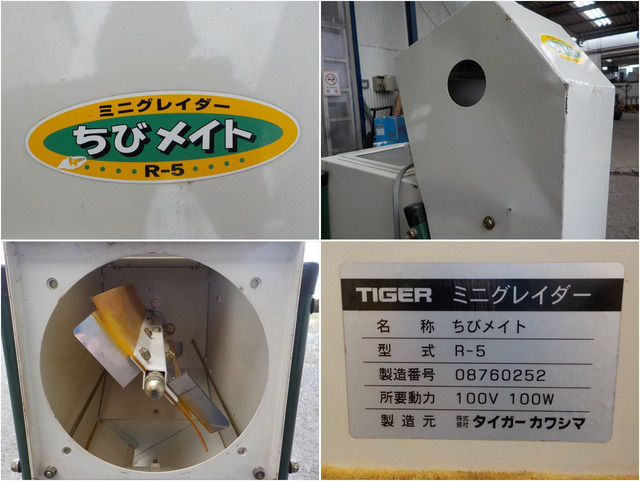 ミニグレイダー
ちびメイト
R-5
TIGER ミニグレイダー
名称 ちびメイト
型式 R-5
製造番号 08760252
所要動力 100V 100W
製造元 株式会社 タイガーカワシマ